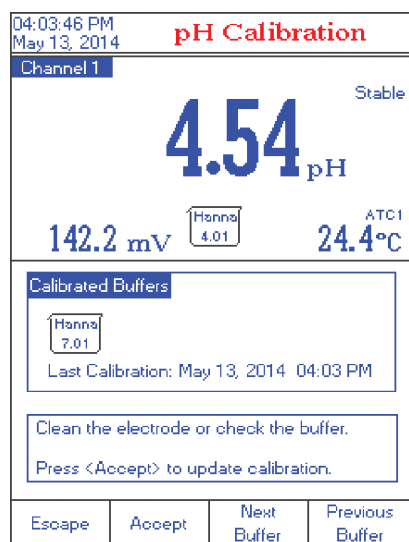 04:03:46 PM
May 13, 2014
pH Calibration
Channel 1
Stable
4.54 pH
142.2 mV
Hanna
4.01
ATC1
24.4°C
Calibrated Buffers
Hanna
7.01
Last Calibration: May 13, 2014 04:03 PM
Clean the electrode or check the buffer.
Press <Accept> to update calibration.
Escape
Accept
Next
Buffer
Previous
Buffer